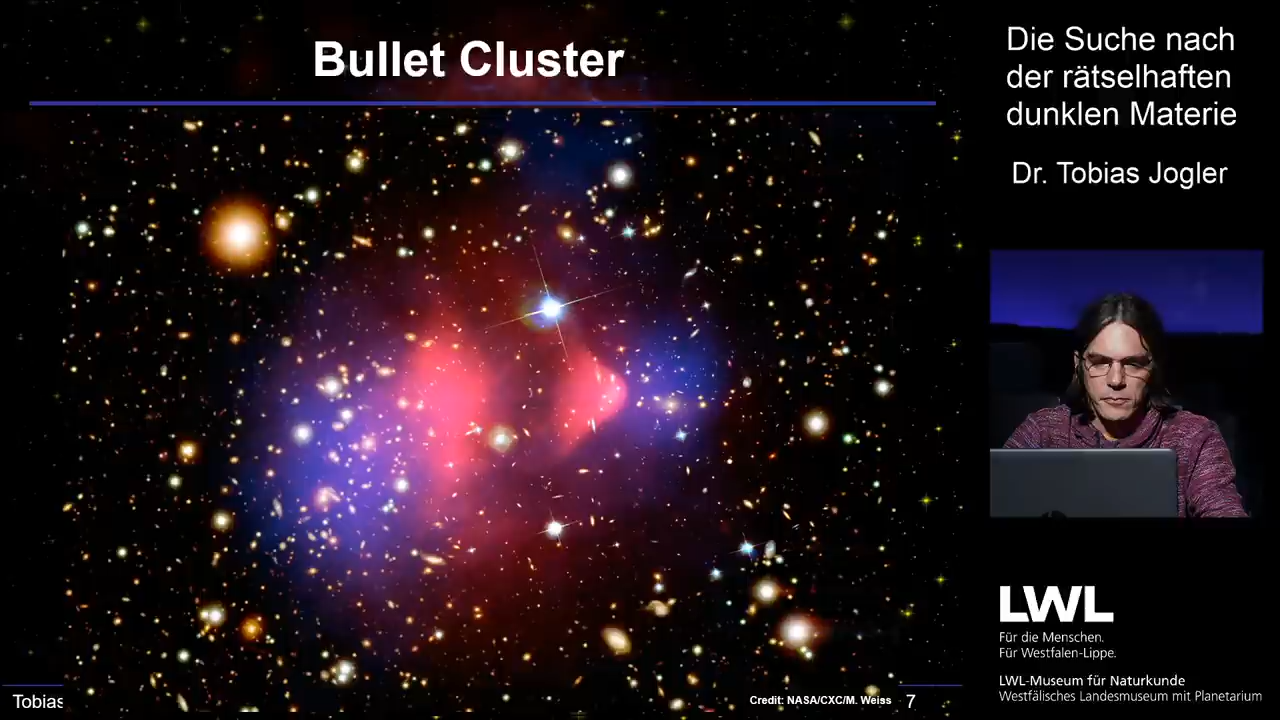 Bullet Cluster
Die Suche nach
der rätselhaften
dunklen Materie
Dr. Tobias Jogler
LWL
Für die Menschen.
Für Westfalen-Lippe.
LWL-Museum für Naturkunde
Westfälisches Landesmuseum mit Planetarium
Tobias
Credit: NASA/CXC/M. Weiss
7